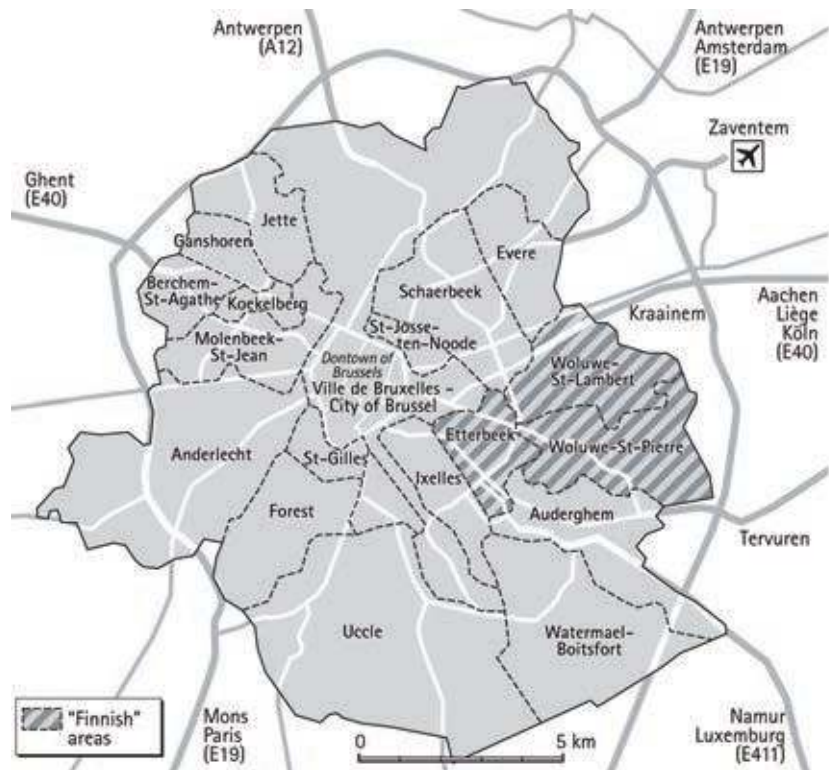 Antwerpen
(A12)
Antwerpen
Amsterdam
(E19)
Zaventem
Ghent
(E40)
Jette
Ganshoren
Evere
Berchem-
St-Agathe
Koekelberg
Schaerbeek
Kraainem
Aachen
Liège
Köln
(E40)
Molenbeek-
St-Jean
St-Josse-
ten-Noode
Dontown of
Brussels
Ville de Bruxelles -
City of Brussel
Woluwe-
St-Lambert
Etterbeek
Woluwe-St-Pierre
Anderlecht
St-Gilles
Ixelles
Forest
Auderghem
Tervuren
Uccle
Watermael-
Boitsfort
"Finnish"
areas
Mons
Paris
(E19)
0 5 km
Namur
Luxemburg
(E411)